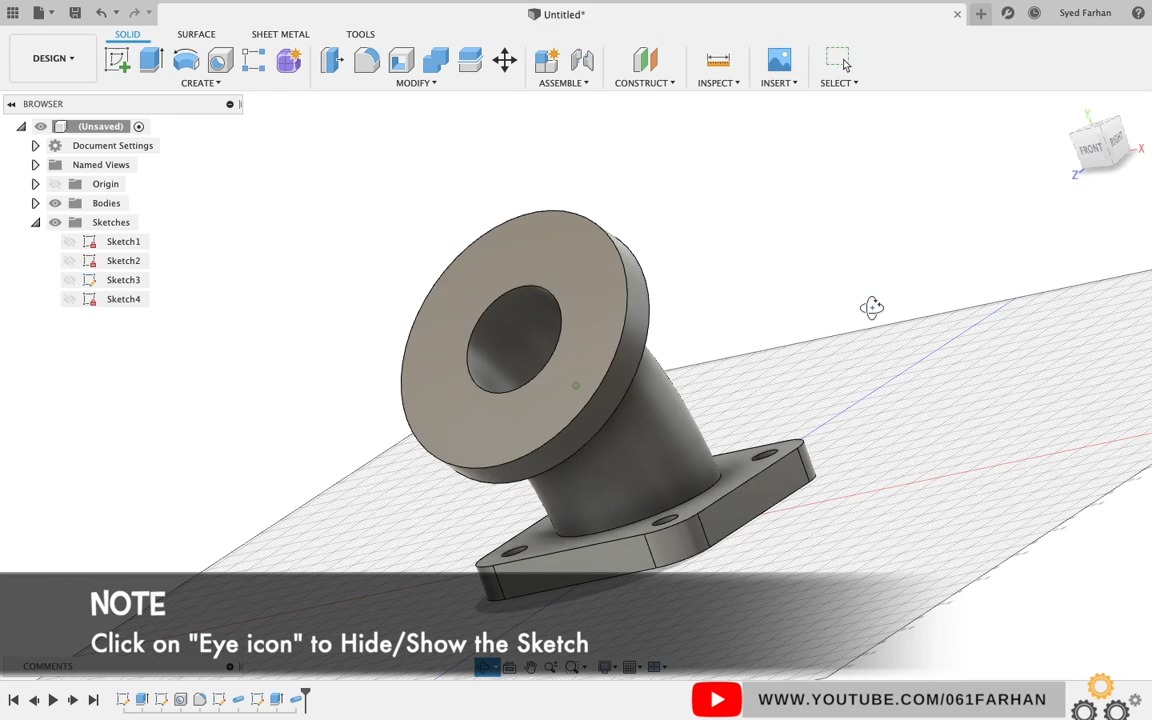 Untitled*
Syed Farhan
SOLID SURFACE SHEET METAL TOOLS
DESIGN
CREATE MODIFY ASSEMBLE CONSTRUCT INSPECT INSERT SELECT
BROWSER
(Unsaved)
Document Settings
Named Views
Origin
Bodies
Sketches
Sketch1
Sketch2
Sketch3
Sketch4
Y
FRONT
RIGHT
X
Z
NOTE
Click on "Eye icon" to Hide/Show the Sketch
COMMENTS
WWW.YOUTUBE.COM/061FARHAN